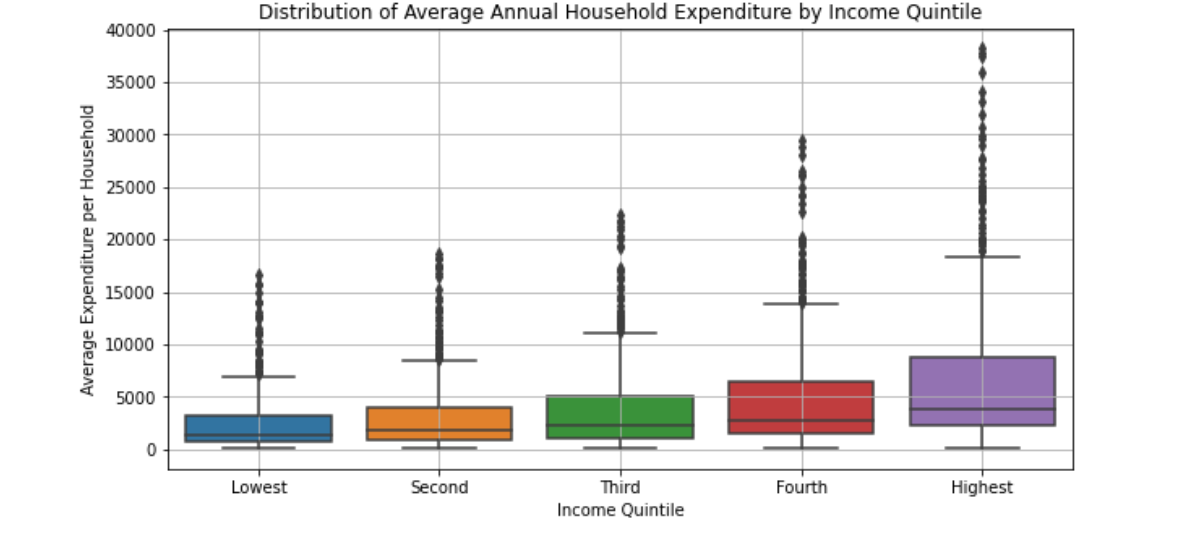 Distribution of Average Annual Household Expenditure by Income Quintile
40000
35000
30000
25000
20000
15000
10000
5000
0
Average Expenditure per Household
Lowest Second Third Fourth Highest
Income Quintile